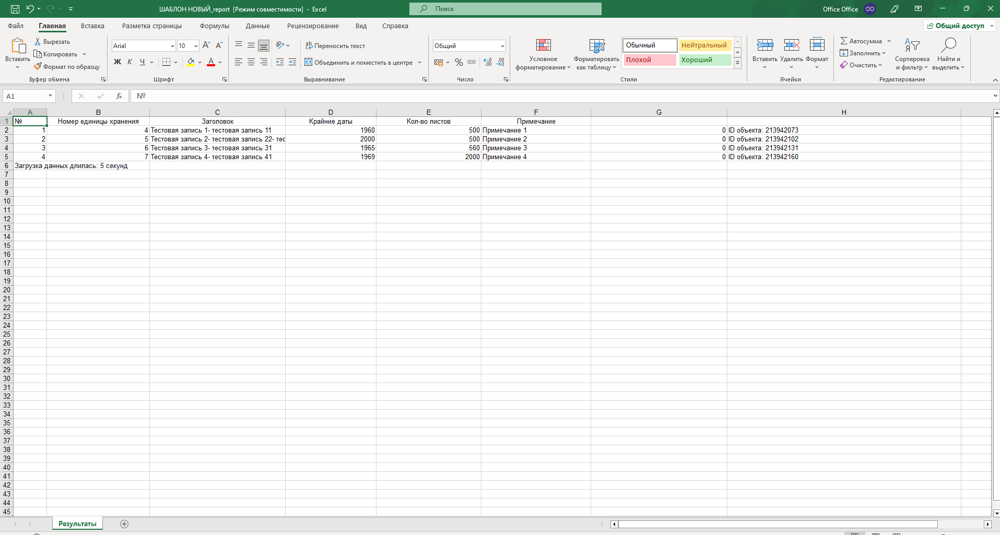 ШАБЛОН НОВЫЙ_report [Режим совместимости] - Excel
Поиск
Office Office
OO
Файл Главная Вставка Разметка страницы Формулы Данные Рецензирование Вид Справка
Общий доступ
Вставить
Вырезать
Копировать
Формат по образцу
Буфер обмена
Arial 10
Ж К Ч
Шрифт
Переносить текст
Объединить и поместить в центре
Выравнивание
Общий
% 000
Число
Условное форматирование
Форматировать как таблицу
Обычный Нейтральный
Плохой Хороший
Стили
Вставить Удалить Формат
Ячейки
Автосумма
Заполнить
Очистить
Сортировка и фильтр
Найти и выделить
Редактирование
A1 fx №
A B C D E F G H
1 № Номер единицы хранения Заголовок Крайние даты Кол-во листов Примечание
2 1 4 Тестовая запись 1- тестовая запись 11 1960 500 Примечание 1 0 ID объекта: 213942073
3 2 5 Тестовая запись 2- тестовая запись 22- тес 2000 500 Примечание 2 0 ID объекта: 213942102
4 3 6 Тестовая запись 3- тестовая запись 31 1965 560 Примечание 3 0 ID объекта: 213942131
5 4 7 Тестовая запись 4- тестовая запись 41 1969 2000 Примечание 4 0 ID объекта: 213942160
6 Загрузка данных длилась: 5 секунд
7
8
9
10
11
12
13
14
15
16
17
18
19
20
21
22
23
24
25
26
27
28
29
30
31
32
33
34
35
36
37
38
39
40
41
42
43
44
45
Результаты